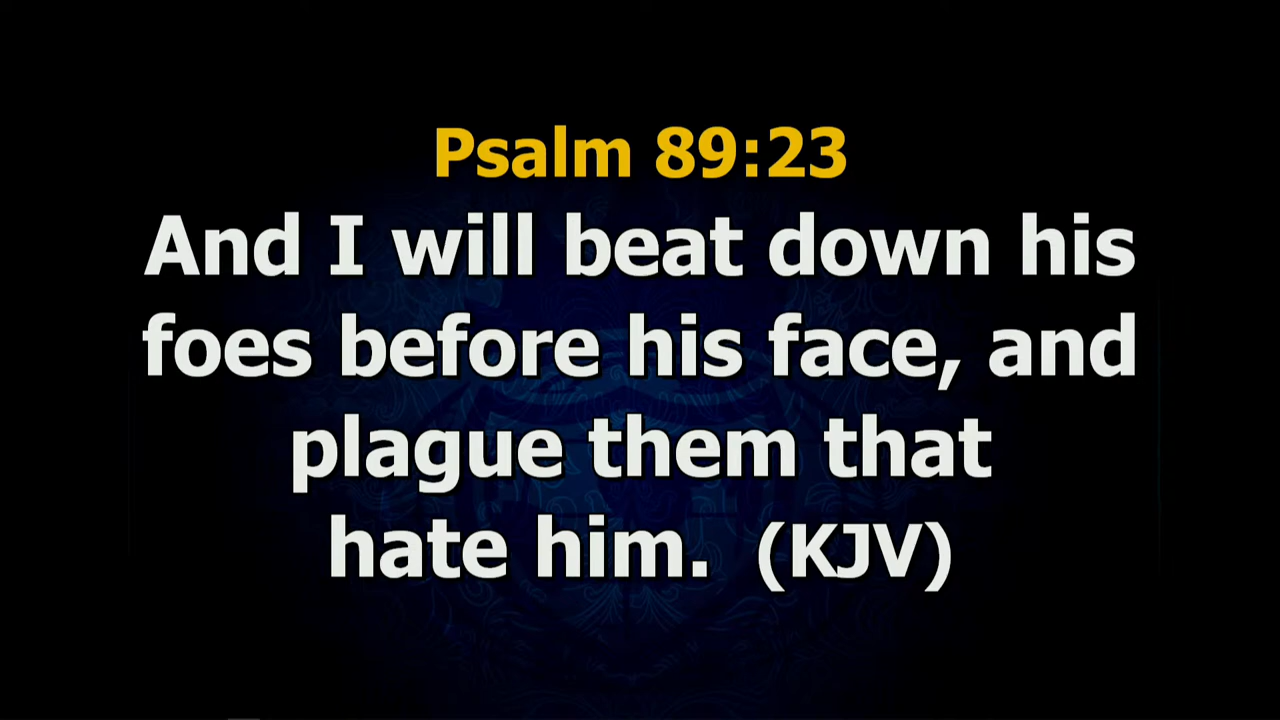 Psalm 89:23
And I will beat down his
foes before his face, and
plague them that
hate him. (KJV)